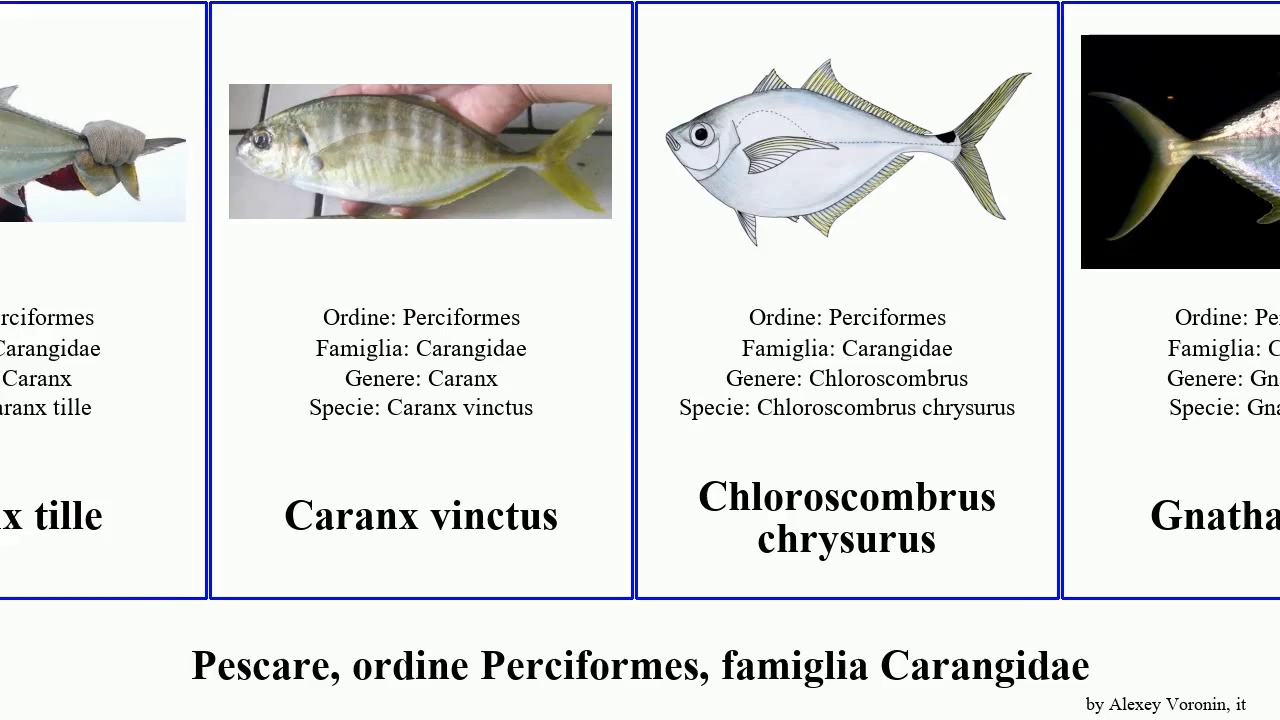 rciformes
Carangidae
Caranx
aranx tille
x tille
Ordine: Perciformes
Famiglia: Carangidae
Genere: Caranx
Specie: Caranx vinctus
Caranx vinctus
Ordine: Perciformes
Famiglia: Carangidae
Genere: Chloroscombrus
Specie: Chloroscombrus chrysurus
Chloroscombrus
chrysurus
Ordine: Pe
Famiglia: C
Genere: Gn
Specie: Gna
Gnatha
Pescare, ordine Perciformes, famiglia Carangidae
by Alexey Voronin, it